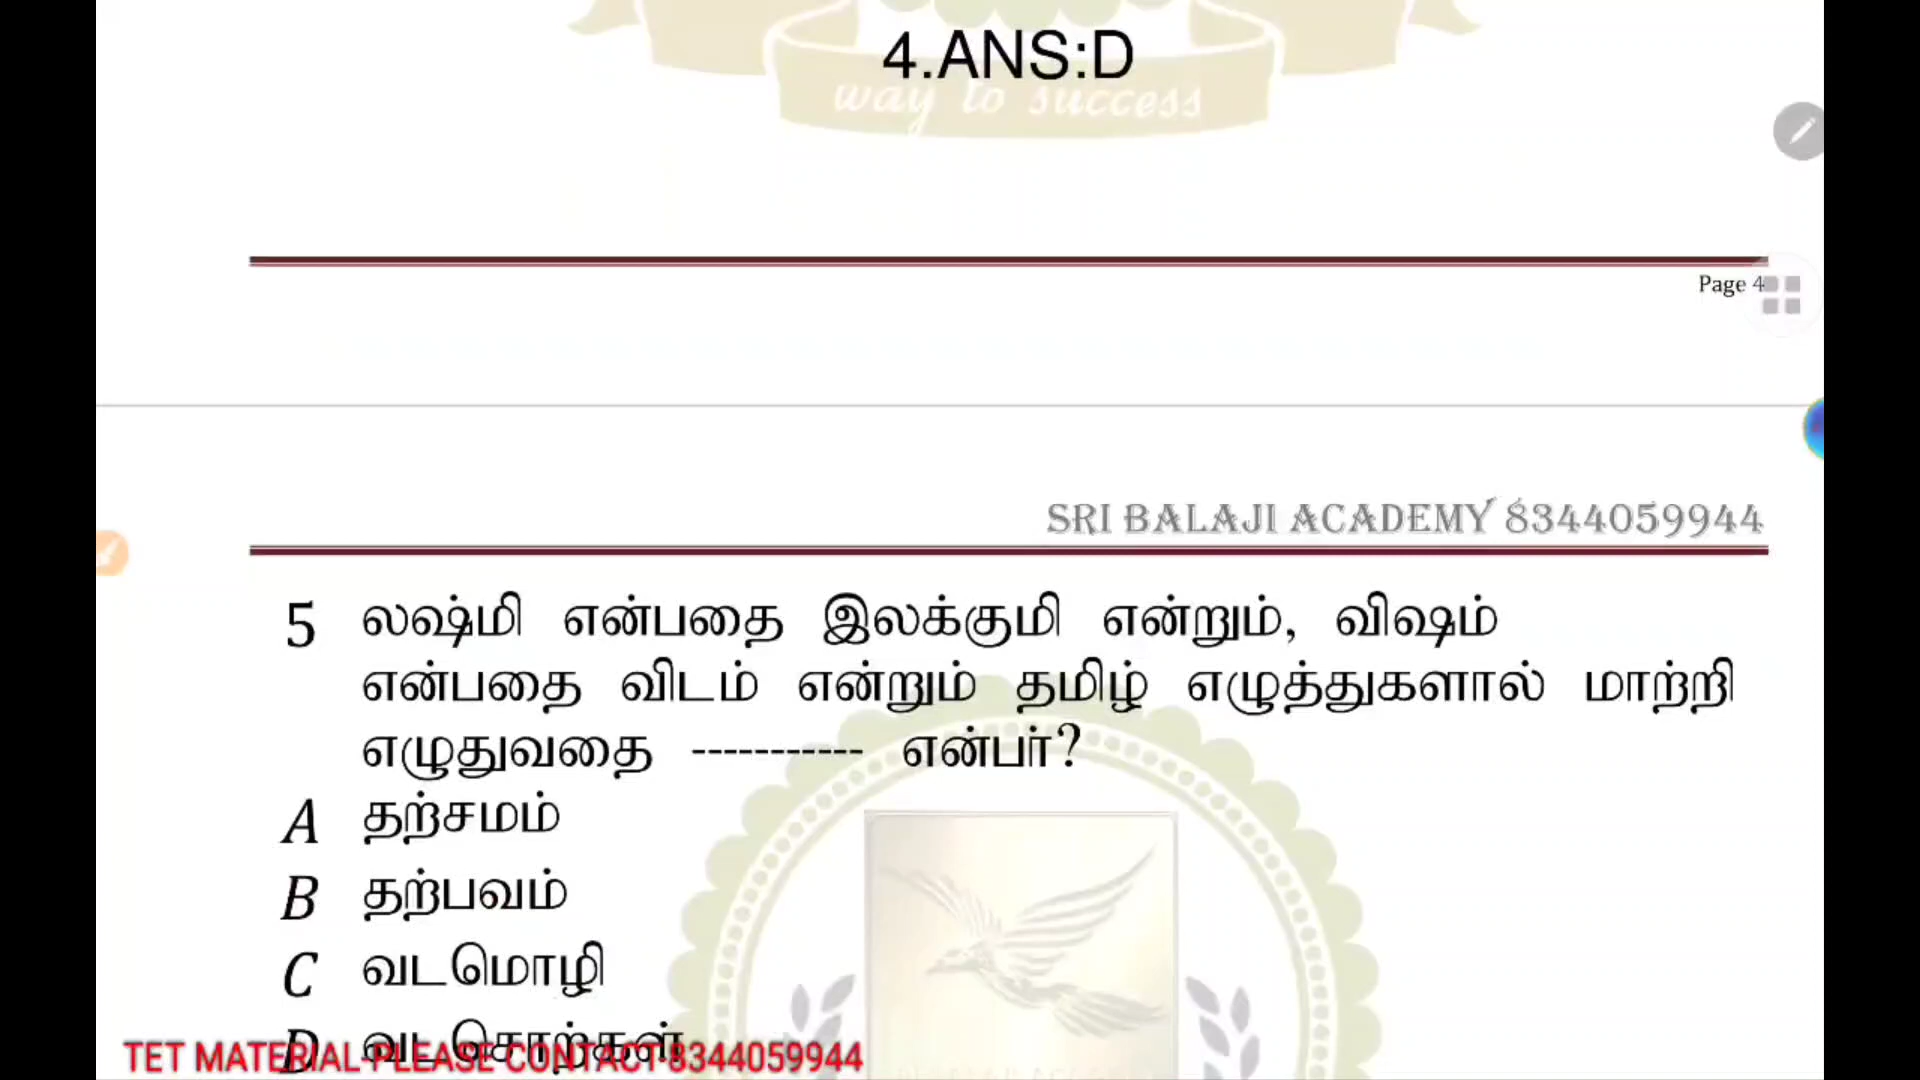 4.ANS:D
way to success
Page 4
SRI BALAJI ACADEMY 8344059944
5 லஷ்மி என்பதை இலக்குமி என்றும், விஷம்
என்பதை விடம் என்றும் தமிழ் எழுத்துகளால் மாற்றி
எழுதுவதை ----------- என்பர்?
A தற்சமம்
B தற்பவம்
C வடமொழி
D வடசொற்கள்
TET MATERIAL-PLEASE CONTACT-8344059944